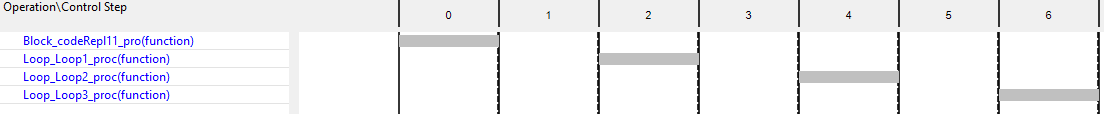 Operation\Control Step 0 1 2 3 4 5 6
Block_codeRepl11_pro(function)
Loop_Loop1_proc(function)
Loop_Loop2_proc(function)
Loop_Loop3_proc(function)